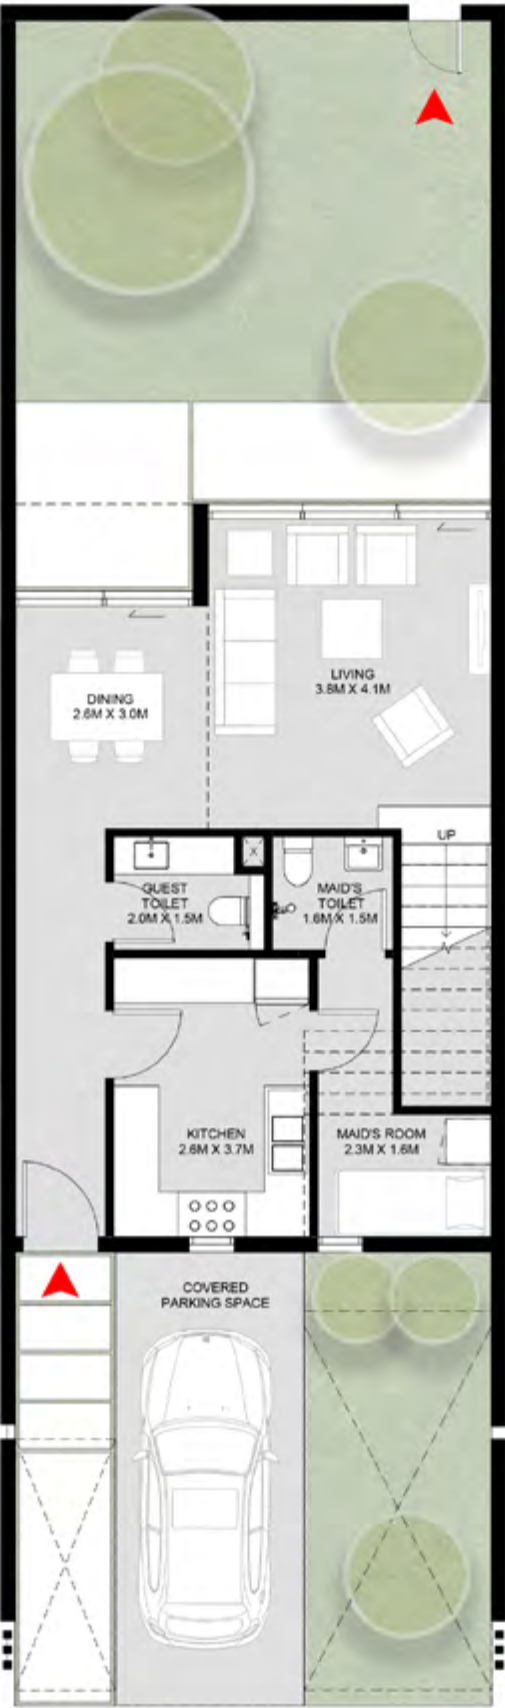 LIVING
3.8M X 4.1M
DINING
2.6M X 3.0M
UP
X
GUEST
TOILET
2.0M X 1.5M
MAID'S
TOILET
1.6M X 1.5M
KITCHEN
2.6M X 3.7M
MAID'S ROOM
2.3M X 1.6M
COVERED
PARKING SPACE